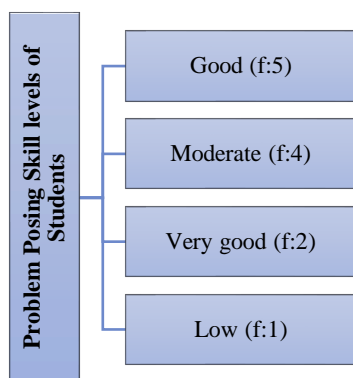 Problem Posing Skill levels of
Students
Good (f:5)
Moderate (f:4)
Very good (f:2)
Low (f:1)